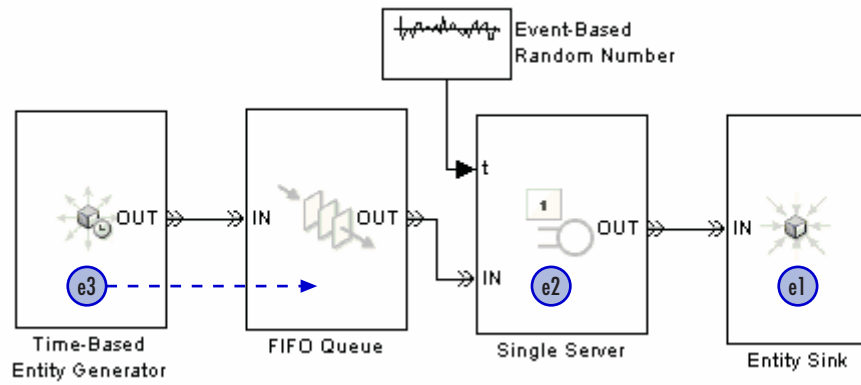 Event-Based
Random Number
OUT
IN
OUT
t
IN
1
OUT
IN
e3
e2
e1
Time-Based
Entity Generator
FIFO Queue
Single Server
Entity Sink